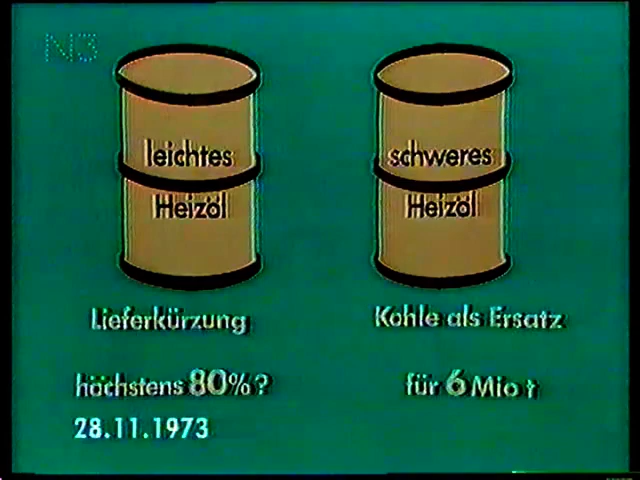 N3
leichtes
Heizöl
Lieferkürzung
höchstens 80%?
28.11.1973
schweres
Heizöl
Kohle als Ersatz
für 6 Mio t